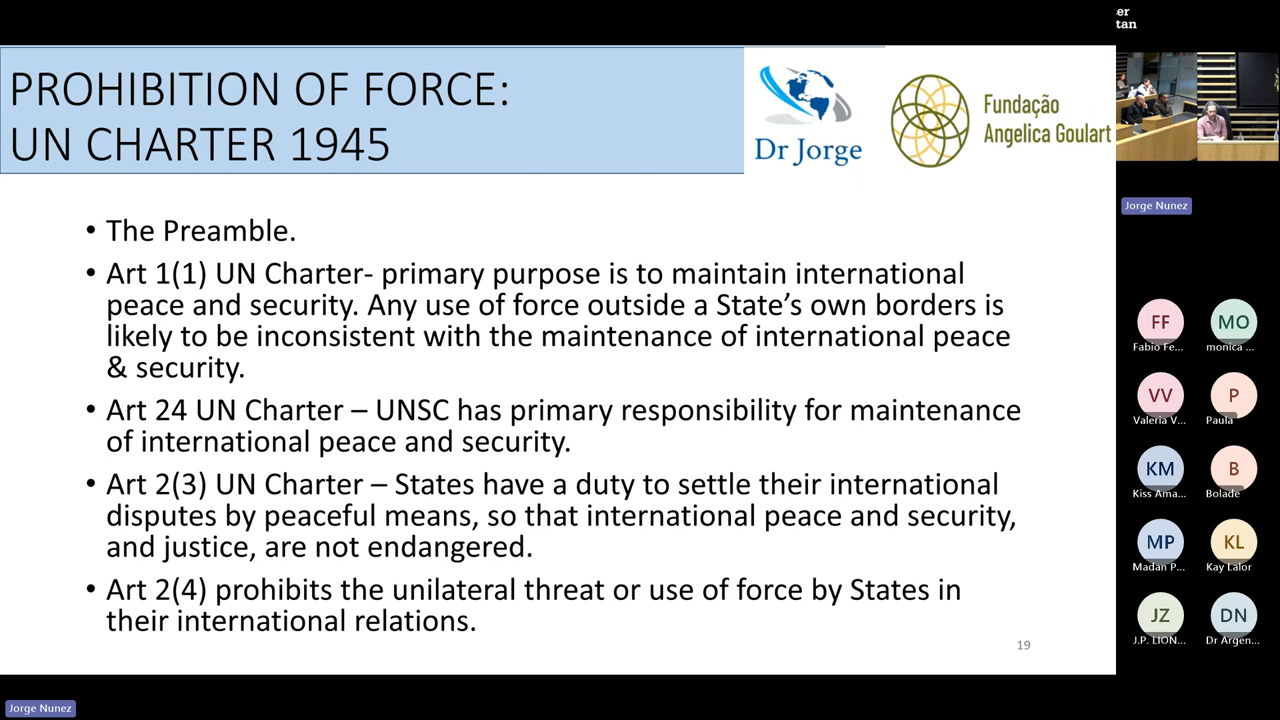 er
tan
PROHIBITION OF FORCE:
UN CHARTER 1945
Dr Jorge
Fundação
Angelica Goulart
• The Preamble.
• Art 1(1) UN Charter- primary purpose is to maintain international
peace and security. Any use of force outside a State’s own borders is
likely to be inconsistent with the maintenance of international peace
& security.
• Art 24 UN Charter – UNSC has primary responsibility for maintenance
of international peace and security.
• Art 2(3) UN Charter – States have a duty to settle their international
disputes by peaceful means, so that international peace and security,
and justice, are not endangered.
• Art 2(4) prohibits the unilateral threat or use of force by States in
their international relations.
19
Jorge Nunez
FF
Fabio Fe...
MO
monica ...
VV
Valeria V...
P
Paula
KM
Kiss Ama...
B
Bolade
MP
Madan P...
KL
Kay Lalor
JZ
J.P. LION...
DN
Dr Argen...
Jorge Nunez